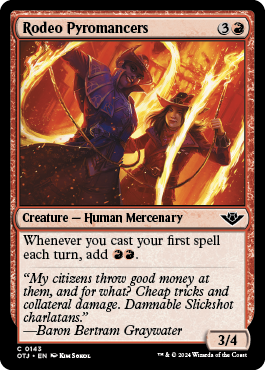 Rodeo Pyromancers 3
Creature — Human Mercenary
Whenever you cast your first spell
each turn, add
“My citizens throw good money at
them, and for what? Cheap tricks and
collateral damage. Damnable Slickshot
charlatans.”
—Baron Bertram Graywater
3/4
C 0143
OTJ • EN Kim Sokol
™ & © 2024 Wizards of the Coast